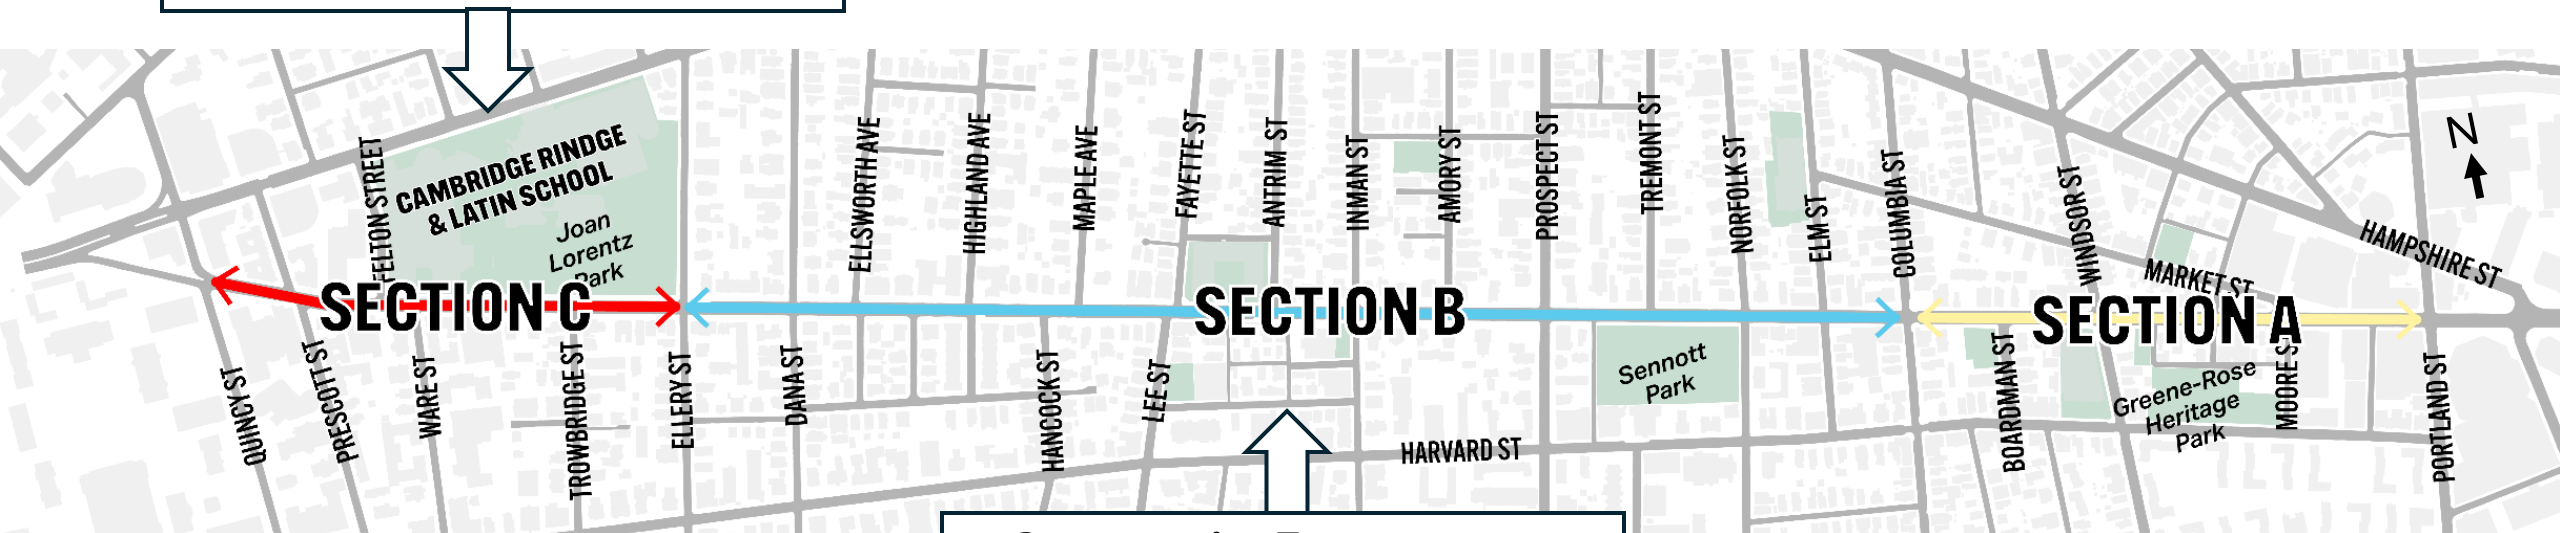 FELTON STREET
CAMBRIDGE RINDGE
& LATIN SCHOOL
Joan
Lorentz
Park
ELLSWORTH AVE
HIGHLAND AVE
MAPLE AVE
FAYETTE ST
ANTRIM ST
INMAN ST
AMORY ST
PROSPECT ST
TREMONT ST
NORFOLK ST
ELM ST
COLUMBIA ST
WINDSOR ST
MARKET ST
HAMPSHIRE ST
N
SECTION C
SECTION B
SECTION A
QUINCY ST
PRESCOTT ST
WARE ST
TROWBRIDGE ST
ELLERY ST
DANA ST
HANCOCK ST
LEE ST
HARVARD ST
Sennott
Park
BOARDMAN ST
Greene-Rose
Heritage
Park
MOORE S
PORTLAND ST